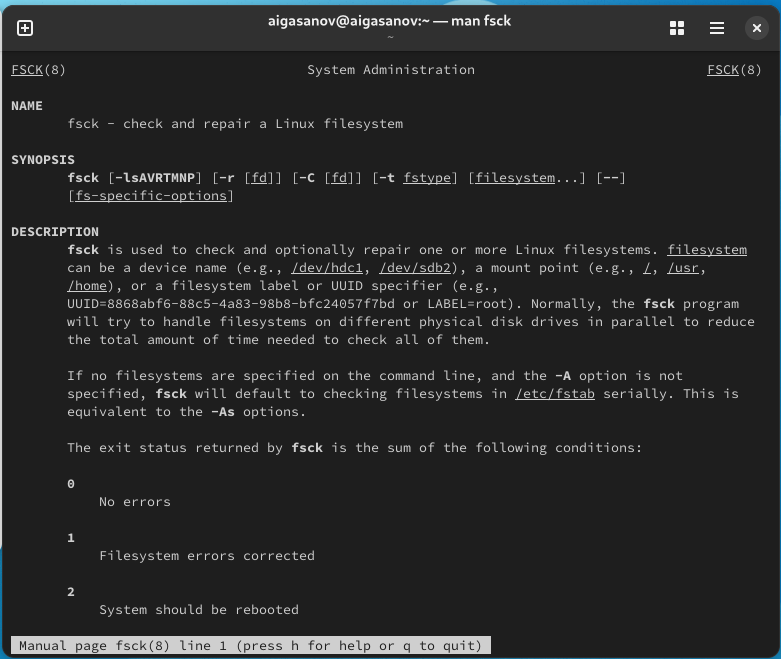 aigasanov@aigasanov:~ — man fsck
~
FSCK(8) System Administration FSCK(8)
NAME
fsck - check and repair a Linux filesystem
SYNOPSIS
fsck [-lsAVRTMNP] [-r [fd]] [-C [fd]] [-t fstype] [filesystem...] [--]
[fs-specific-options]
DESCRIPTION
fsck is used to check and optionally repair one or more Linux filesystems. filesystem
can be a device name (e.g., /dev/hdc1, /dev/sdb2), a mount point (e.g., /, /usr,
/home), or a filesystem label or UUID specifier (e.g.,
UUID=8868abf6-88c5-4a83-98b8-bfc24057f7bd or LABEL=root). Normally, the fsck program
will try to handle filesystems on different physical disk drives in parallel to reduce
the total amount of time needed to check all of them.
If no filesystems are specified on the command line, and the -A option is not
specified, fsck will default to checking filesystems in /etc/fstab serially. This is
equivalent to the -As options.
The exit status returned by fsck is the sum of the following conditions:
0
No errors
1
Filesystem errors corrected
2
System should be rebooted
Manual page fsck(8) line 1 (press h for help or q to quit)